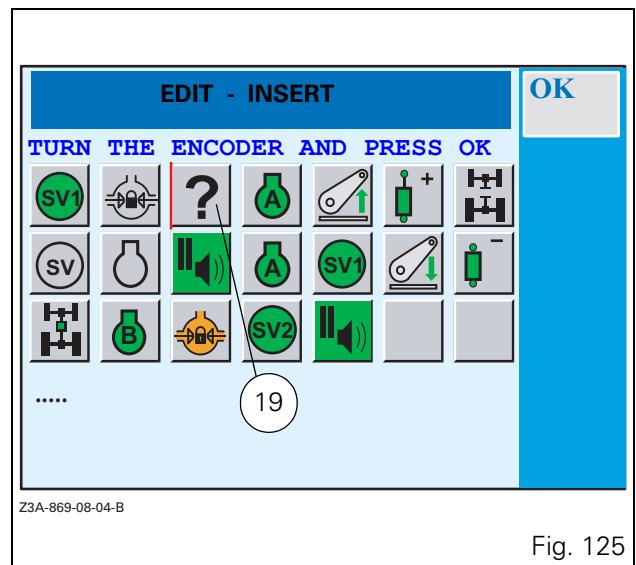 EDIT - INSERT
OK
TURN THE ENCODER AND PRESS OK
SV1 ? A +
SV A SV1 -
B SV2
.....
19
Z3A-869-08-04-B
Fig. 125